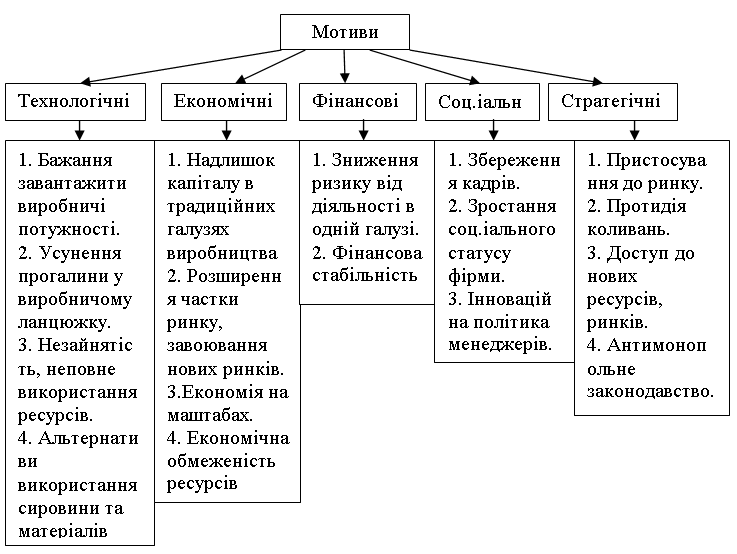 Мотиви
Технологічні
Економічні
Фінансові
Соц.іальн
Стратегічні
1. Бажання
завантажити
виробничі
потужності.
2. Усунення
прогалини у
виробничому
ланцюжку.
3. Незайнятіс
ть, неповне
використання
ресурсів.
4. Альтернати
ви
використання
сировини та
матеріалів
1. Надлишок
капіталу в
традиційних
галузях
виробництва
2. Розширенн
я частки
ринку,
завоювання
нових ринків.
3.Економія на
маштабах.
4. Економічна
обмеженість
ресурсів
1. Зниження
ризику від
діяльності в
одній галузі.
2. Фінансова
стабільність
1. Збереженн
я кадрів.
2. Зростання
соц.іального
статусу
фірми.
3. Інновацій
на політика
менеджерів.
1. Пристосува
ння до ринку.
2. Протидія
коливань.
3. Доступ до
нових
ресурсів,
ринків.
4. Антимоноп
ольне
законодавство.